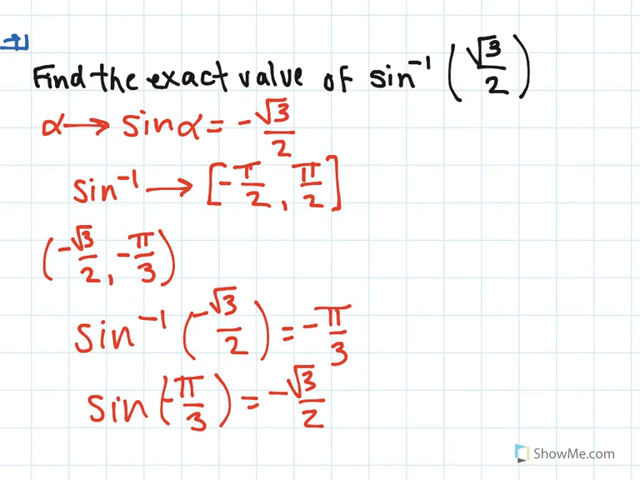 Find the exact value of sin⁻¹ (√3/2)
α → sin α = -√3/2
sin⁻¹ → [-π/2, π/2]
(-√3/2, -π/3)
sin⁻¹ (-√3/2) = -π/3
sin(-π/3) = -√3/2
ShowMe.com